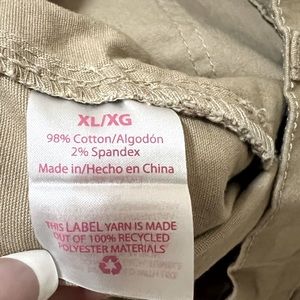 XL/XG
98% Cotton/Algodón
2% Spandex
Made in/Hecho en China
THIS LABEL YARN IS MADE
OUT OF 100% RECYCLED
POLYESTER MATERIALS